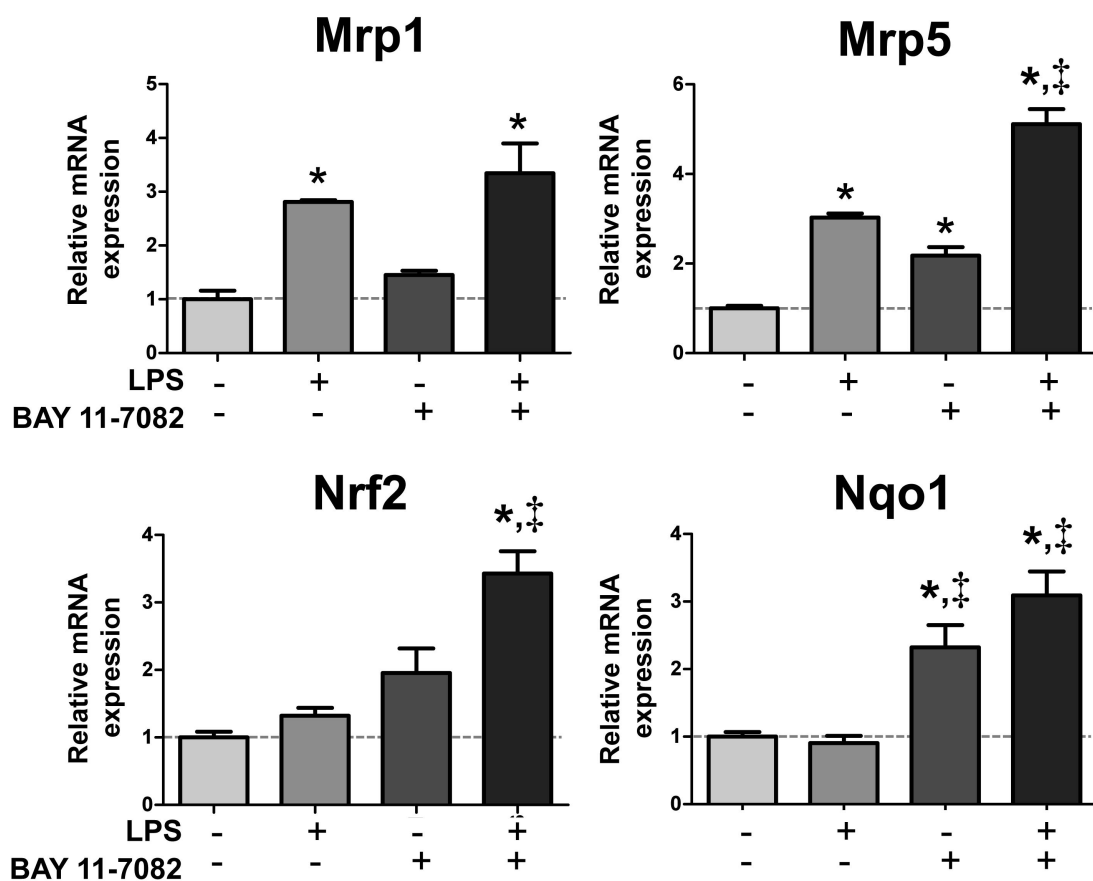 Mrp1
Relative mRNA
expression
5
4
3
2
1
0
*
*
LPS - + - +
BAY 11-7082 - - + +
Mrp5
Relative mRNA
expression
6
4
2
0
*
*
*,‡
- + - +
- - + +
Nrf2
Relative mRNA
expression
4
3
2
1
0
*,‡
LPS - + - +
BAY 11-7082 - - + +
Nqo1
Relative mRNA
expression
4
3
2
1
0
*,‡
*,‡
- + - +
- - + +